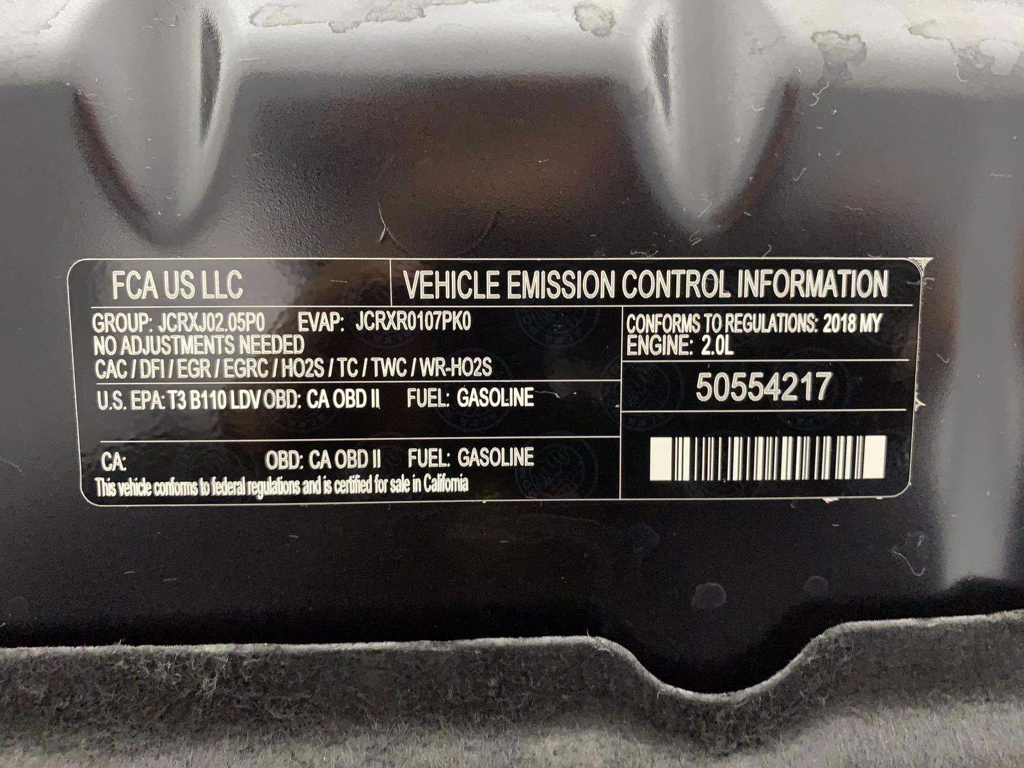 FCA US LLC
VEHICLE EMISSION CONTROL INFORMATION
GROUP: JCRXJ02.05P0 EVAP: JCRXR0107PK0
NO ADJUSTMENTS NEEDED
CAC / DFI / EGR / EGRC / HO2S / TC / TWC / WR-HO2S
U.S. EPA: T3 B110 LDV OBD: CA OBD II FUEL: GASOLINE
CA: OBD: CA OBD II FUEL: GASOLINE
This vehicle conforms to federal regulations and is certified for sale in California
CONFORMS TO REGULATIONS: 2018 MY
ENGINE: 2.0L
50554217